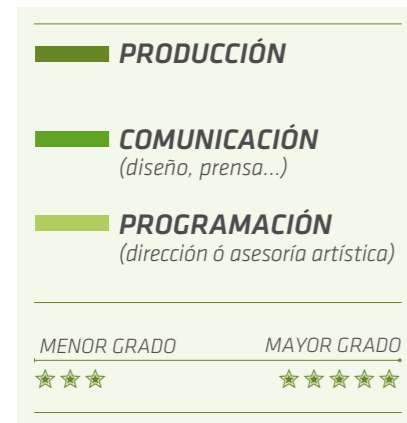 PRODUCCIÓN
COMUNICACIÓN
(diseño, prensa...)
PROGRAMACIÓN
(dirección ó asesoría artística)
MENOR GRADO MAYOR GRADO